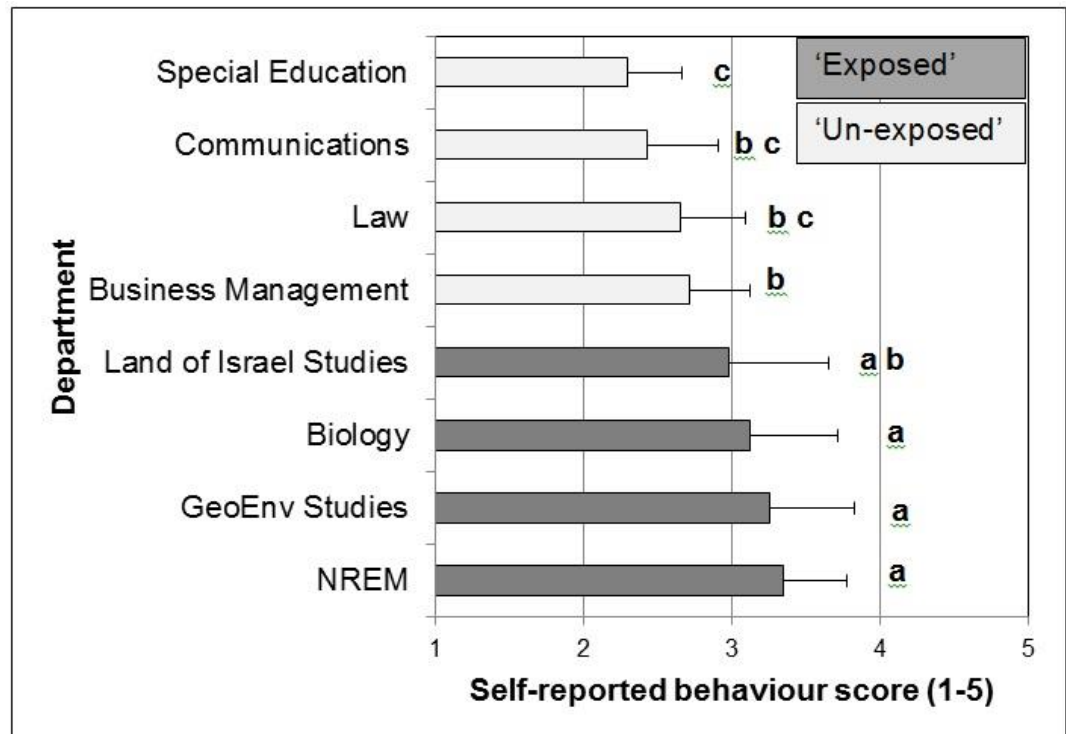 'Exposed'
'Un-exposed'
Special Education c
Communications b c
Law b c
Business Management b
Land of Israel Studies a b
Biology a
GeoEnv Studies a
NREM a
Department
1 2 3 4 5
Self-reported behaviour score (1-5)